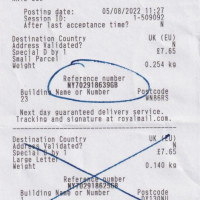 Posting Date 05/08/2022 11:27
Session ID: 1-509092
After last acceptance time? N
Destination Country UK (EU)
Address Validated? N
Special D by 1 £7.65
Small Parcel
Weight 0.254 kg
Reference number
NY702918639GB
Building Name or Number Postcode
23 WN86RS
Next day guaranteed delivery service.
Tracking and signature at royalmail.com.
Destination Country UK (EU)
Address Validated? N
Special D by 1 £7.65
Large Letter
Weight 0.140 kg
Reference number
Building Name or Number Postcode